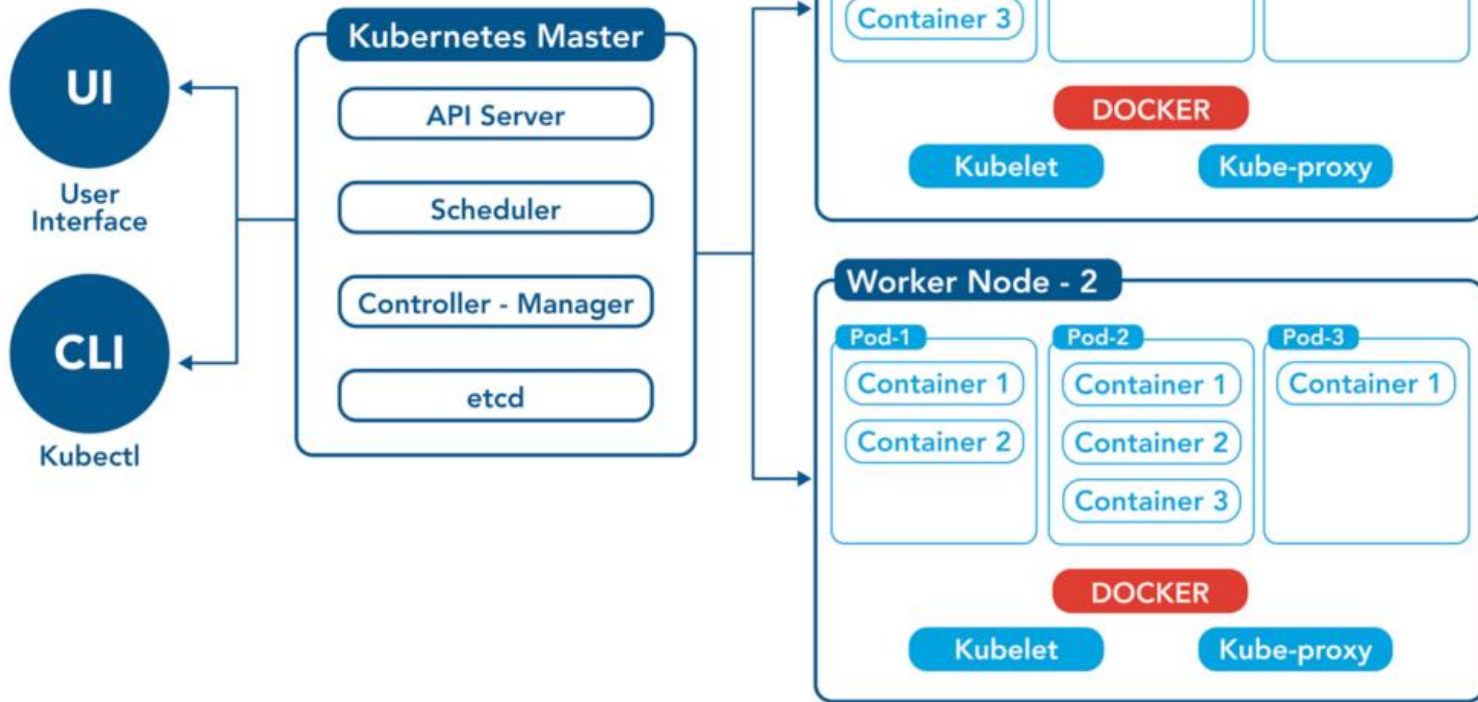 UI
User
Interface
CLI
Kubectl
Kubernetes Master
API Server
Scheduler
Controller - Manager
etcd
Container 3
DOCKER
Kubelet
Kube-proxy
Worker Node - 2
Pod-1
Container 1
Container 2
Pod-2
Container 1
Container 2
Container 3
Pod-3
Container 1
DOCKER
Kubelet
Kube-proxy